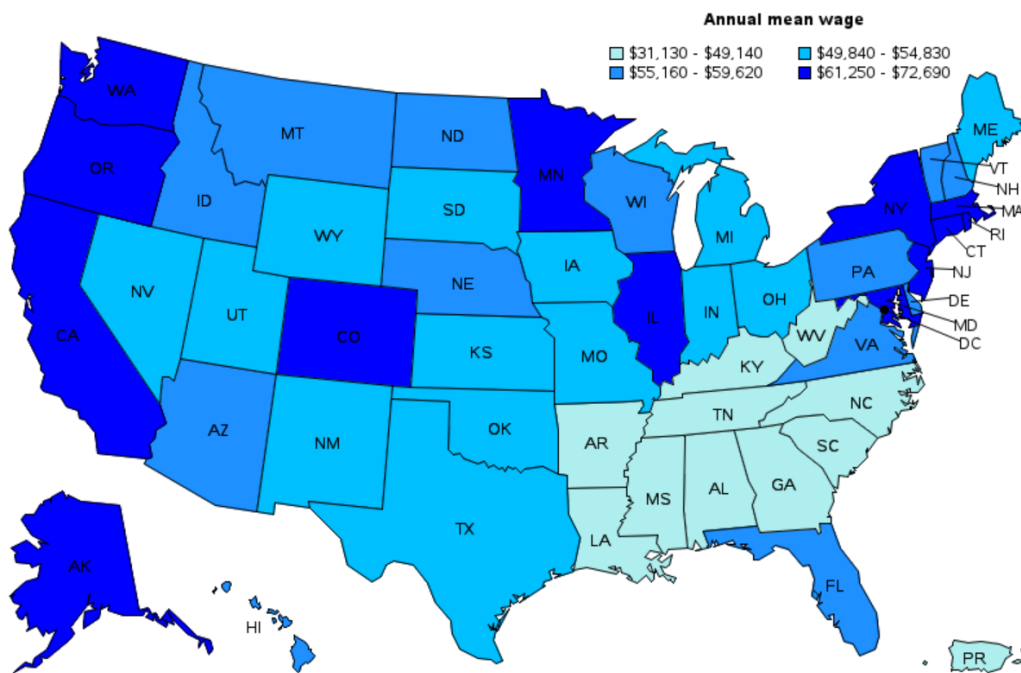 Annual mean wage
$31,130 - $49,140 $49,840 - $54,830
$55,160 - $59,620 $61,250 - $72,690
WA
MT
ND
MN
OR
ID
SD
WI
WY
MI
ME
VT
NH
MA
NY
RI
CT
IA
NE
PA
NJ
NV
UT
IL
IN
OH
DE
MD
DC
CA
CO
KS
MO
WV
VA
KY
AZ
NM
OK
AR
TN
NC
SC
MS
AL
GA
TX
LA
AK
FL
HI
PR